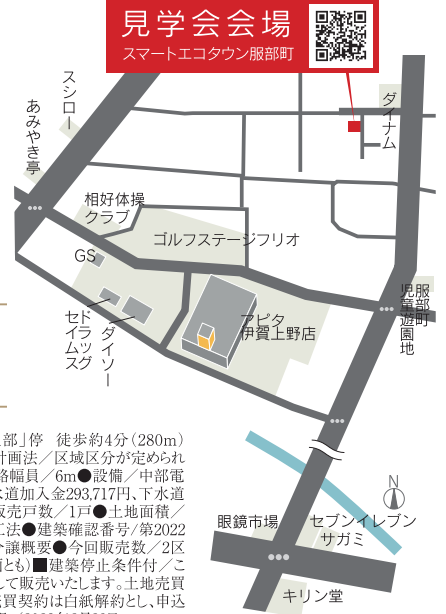 見学会会場
スマートエコタウン服部町
スシロー
あみやき亭
ダイナム
相好体操
クラブ
ゴルフステージフリオ
GS
ドラッグ
セイムス
ダイソー
アピタ
伊賀上野店
服部町
児童遊園地
N
眼鏡市場
セブンイレブン
サガミ
キリン堂
部」停 徒歩約4分(280m)
計画法／区域区分が定められ
路幅員／6m●設備／中部電
水道加入金293,717円、下水道
販売戸数／1戸●土地面積／
工法●建築確認番号/第2022
分譲概要●今回販売数／2区
両とも)■建築停止条件付／こ
して販売いたします。土地売買
売買契約は白紙解約とし、申込